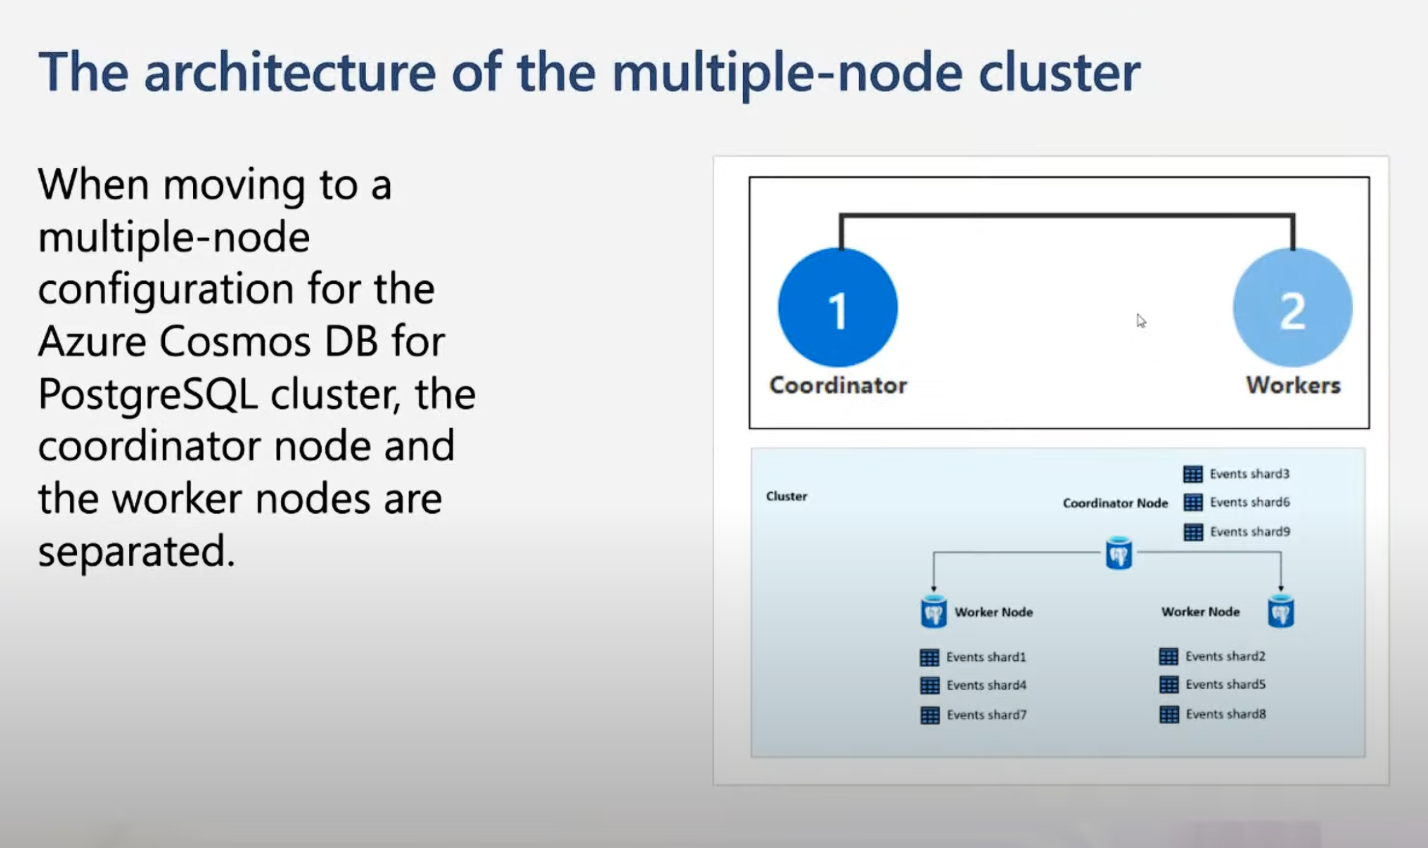 The architecture of the multiple-node cluster
When moving to a
multiple-node
configuration for the
Azure Cosmos DB for
PostgreSQL cluster, the
coordinator node and
the worker nodes are
separated.
1
2
Coordinator
Workers
Cluster
Coordinator Node
Events shard3
Events shard6
Events shard9
Worker Node
Events shard1
Events shard4
Events shard7
Worker Node
Events shard2
Events shard5
Events shard8